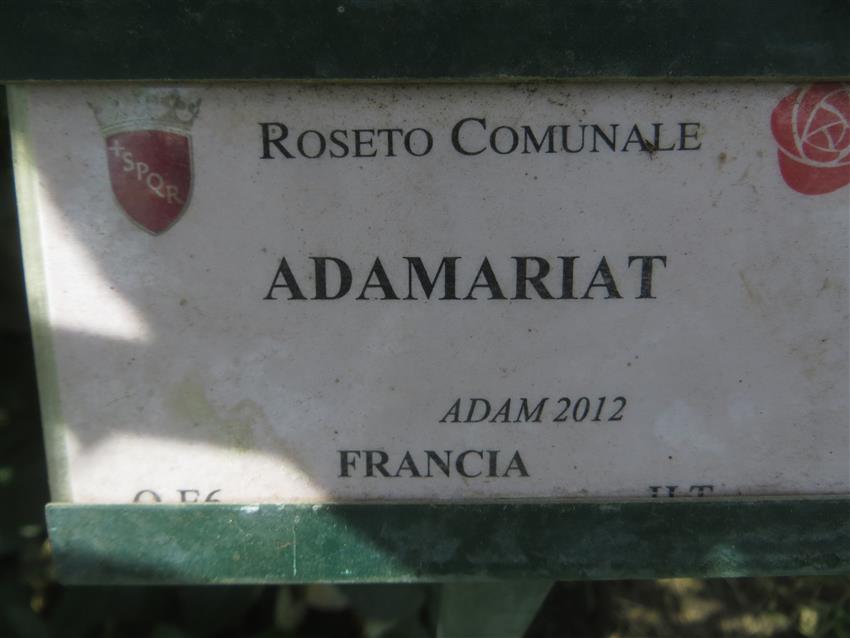 ROSETO COMUNALE
+SPQR
ADAMARIAT
ADAM 2012
FRANCIA